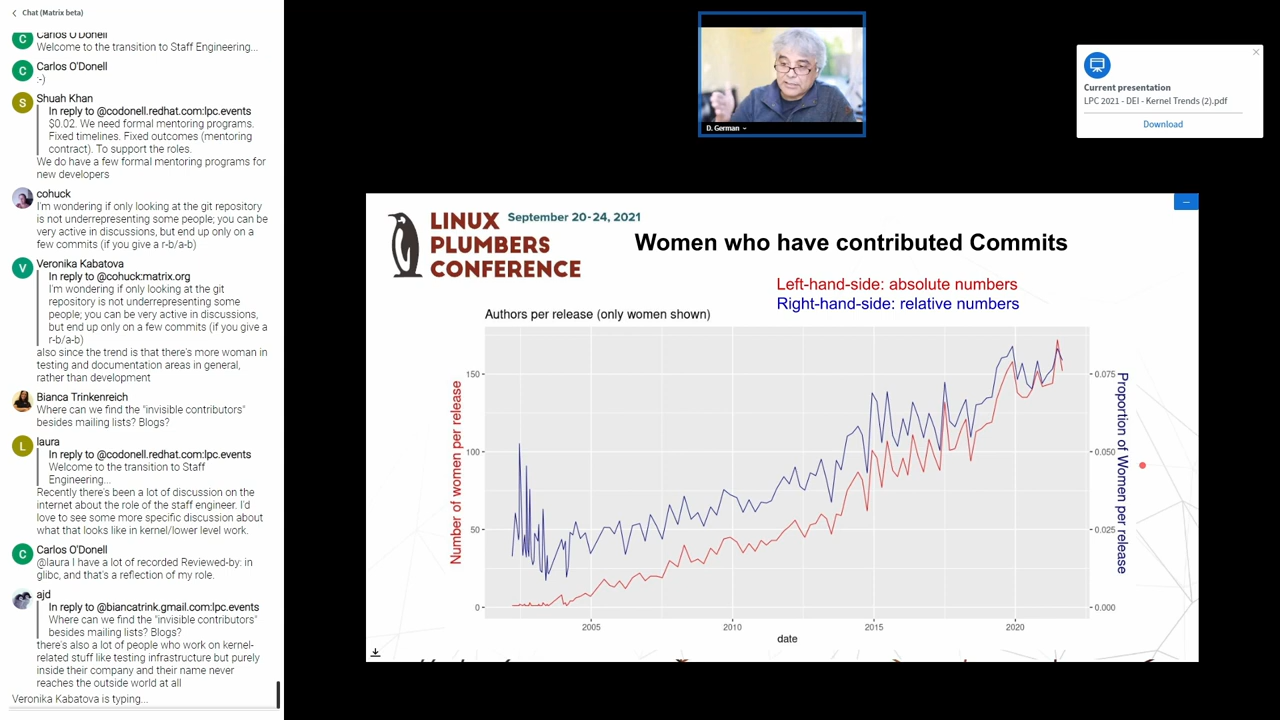 Chat (Matrix beta)
Carlos O'Donell
Welcome to the transition to Staff Engineering...
Carlos O'Donell
:-)
Shuah Khan
In reply to @codonell.redhat.com:lpc.events
$0.02. We need formal mentoring programs.
Fixed timelines. Fixed outcomes (mentoring
contract). To support the roles.
We do have a few formal mentoring programs for
new developers
cohuck
I'm wondering if only looking at the git repository
is not underrepresenting some people; you can be
very active in discussions, but end up only on a
few commits (if you give a r-b/a-b)
Veronika Kabatova
In reply to @cohuck:matrix.org
I'm wondering if only looking at the git
repository is not underrepresenting some
people; you can be very active in discussions,
but end up only on a few commits (if you give a
r-b/a-b)
also since the trend is that there's more woman in
testing and documentation areas in general,
rather than development
Bianca Trinkenreich
Where can we find the "invisible contributors"
besides mailing lists? Blogs?
laura
In reply to @codonell.redhat.com:lpc.events
Welcome to the transition to Staff
Engineering...
Recently there's been a lot of discussion on the
internet about the role of the staff engineer. I'd
love to see some more specific discussion about
what that looks like in kernel/lower level work.
Carlos O'Donell
@laura I have a lot of recorded Reviewed-by: in
glibc, and that's a reflection of my role.
ajd
In reply to @biancatrink.gmail.com:lpc.events
Where can we find the "invisible contributors"
besides mailing lists? Blogs?
there's also a lot of people who work on kernel-
related stuff like testing infrastructure but purely
inside their company and their name never
reaches the outside world at all
Veronika Kabatova is typing...
C
C
S
V
L
C
D. German
Current presentation
LPC 2021 - DEI - Kernel Trends (2).pdf
Download
LINUX
PLUMBERS
CONFERENCE
September 20-24, 2021
Women who have contributed Commits
Left-hand-side: absolute numbers
Right-hand-side: relative numbers
Authors per release (only women shown)
Number of women per release
150
100
50
0
2005
2010
2015
2020
date
0.075
0.050
0.025
0.000
Proportion of Women per release